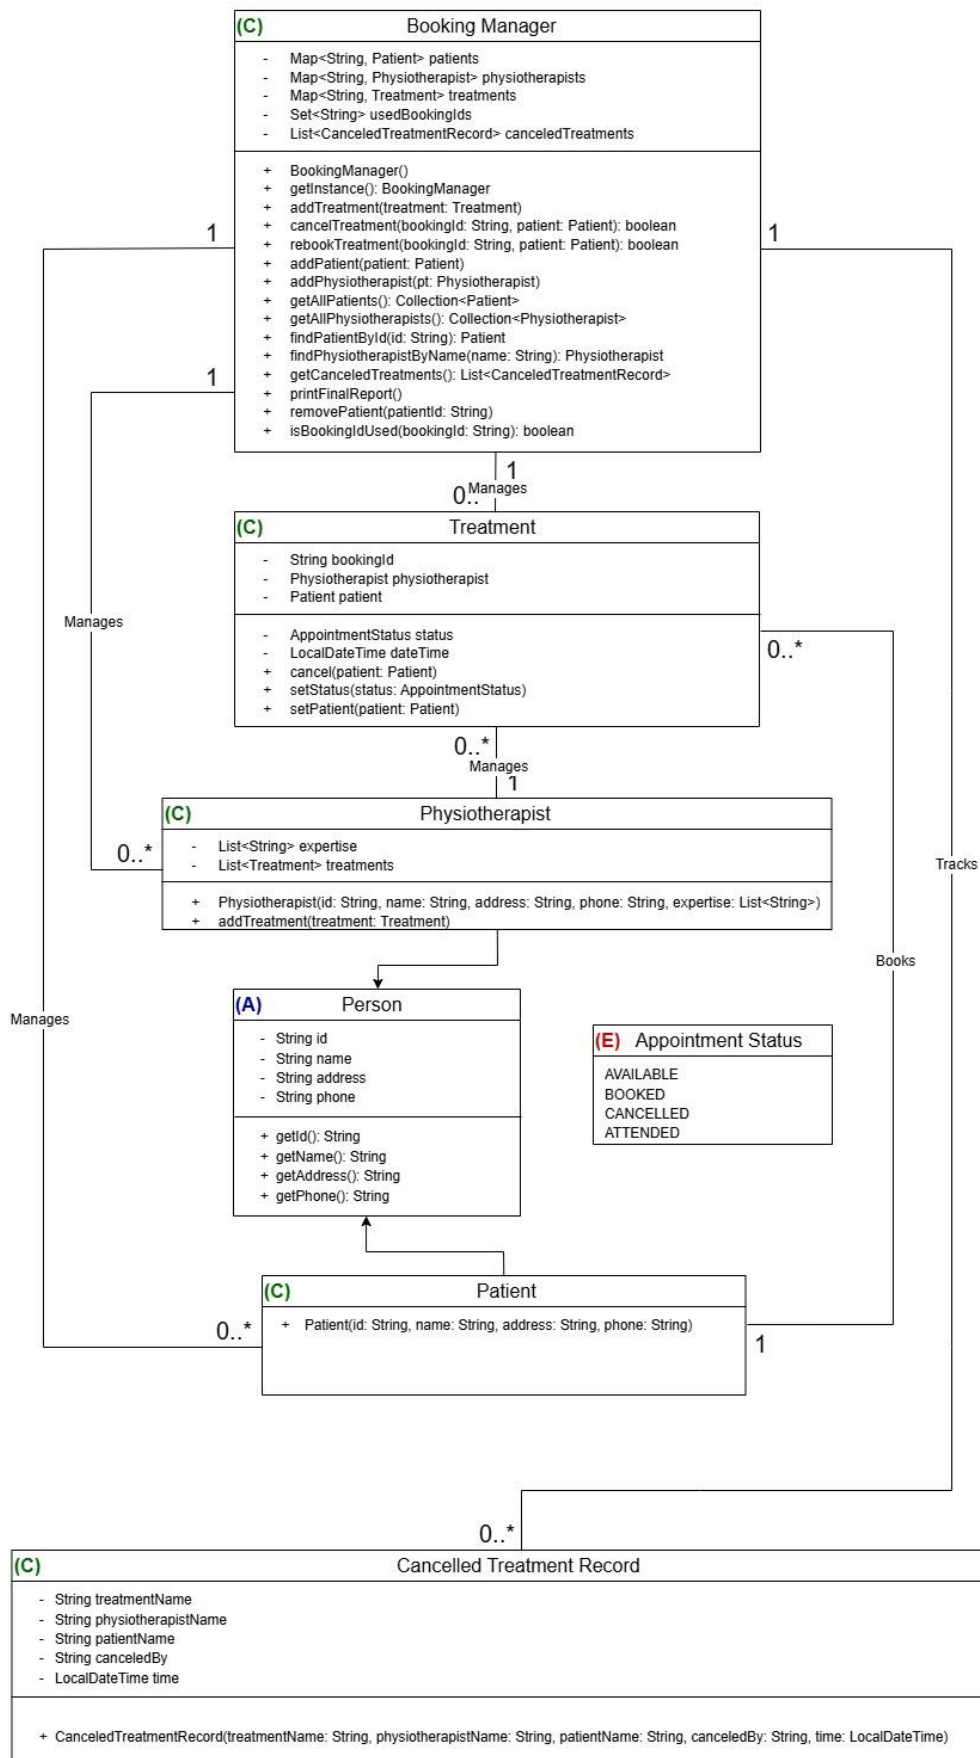 (C) Booking Manager
- Map<String, Patient> patients
- Map<String, Physiotherapist> physiotherapists
- Map<String, Treatment> treatments
- Set<String> usedBookingIds
- List<CanceledTreatmentRecord> canceledTreatments
+ BookingManager()
+ getInstance(): BookingManager
+ addTreatment(treatment: Treatment)
+ cancelTreatment(bookingId: String, patient: Patient): boolean
+ rebookTreatment(bookingId: String, patient: Patient): boolean
+ addPatient(patient: Patient)
+ addPhysiotherapist(pt: Physiotherapist)
+ getAllPatients(): Collection<Patient>
+ getAllPhysiotherapists(): Collection<Physiotherapist>
+ findPatientById(id: String): Patient
+ findPhysiotherapistByName(name: String): Physiotherapist
+ getCanceledTreatments(): List<CanceledTreatmentRecord>
+ printFinalReport()
+ removePatient(patientId: String)
+ isBookingIdUsed(bookingId: String): boolean
1
1
1
1
0..
Manages
(C) Treatment
- String bookingId
- Physiotherapist physiotherapist
- Patient patient
- AppointmentStatus status
- LocalDateTime dateTime
+ cancel(patient: Patient)
+ setStatus(status: AppointmentStatus)
+ setPatient(patient: Patient)
Manages
0..*
0..*
Manages
1
(C) Physiotherapist
- List<String> expertise
- List<Treatment> treatments
+ Physiotherapist(id: String, name: String, address: String, phone: String, expertise: List<String>)
+ addTreatment(treatment: Treatment)
0..*
Tracks
Books
Manages
(A) Person
- String id
- String name
- String address
- String phone
+ getId(): String
+ getName(): String
+ getAddress(): String
+ getPhone(): String
(E) Appointment Status
AVAILABLE
BOOKED
CANCELLED
ATTENDED
(C) Patient
+ Patient(id: String, name: String, address: String, phone: String)
0..*
1
0..*
(C) Cancelled Treatment Record
- String treatmentName
- String physiotherapistName
- String patientName
- String canceledBy
- LocalDateTime time
+ CanceledTreatmentRecord(treatmentName: String, physiotherapistName: String, patientName: String, canceledBy: String, time: LocalDateTime)